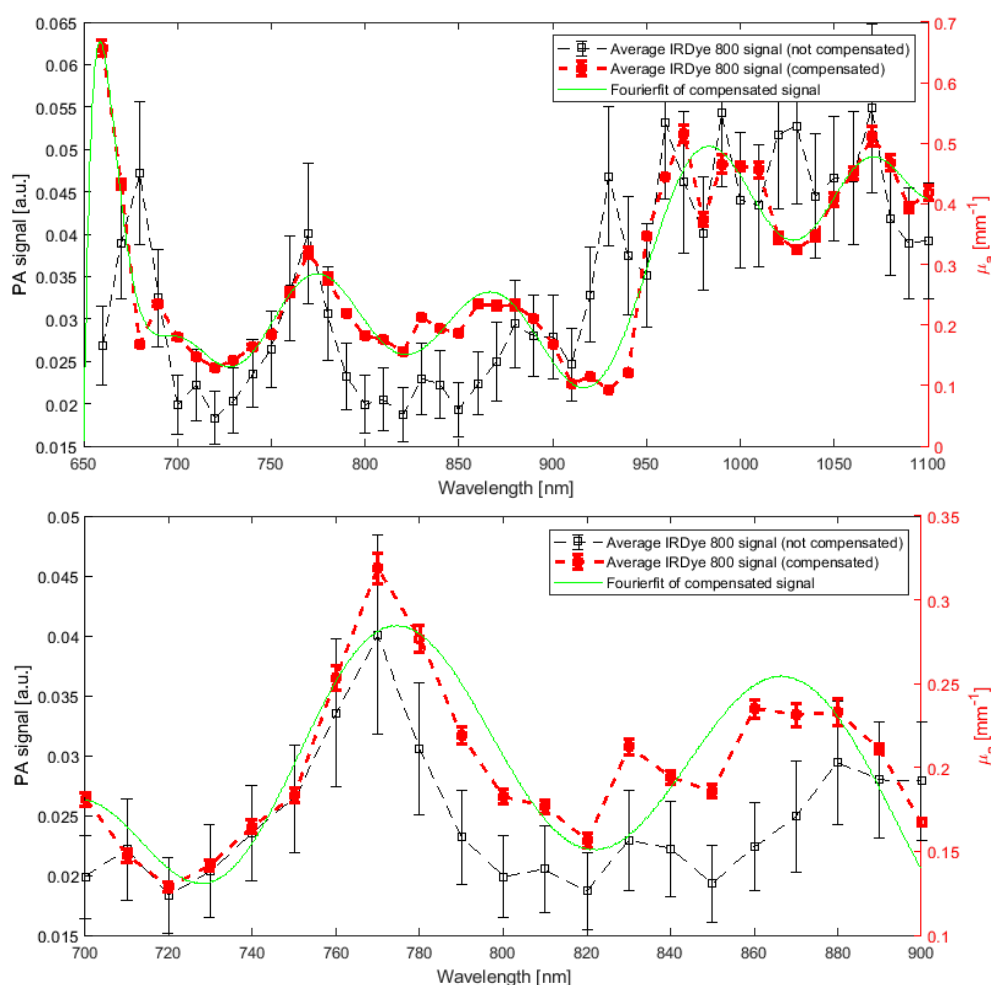 0.065
0.06
0.055
0.05
0.045
0.04
0.035
0.03
0.025
0.02
0.015
PA signal [a.u.]
Average IRDye 800 signal (not compensated)
Average IRDye 800 signal (compensated)
Fourierfit of compensated signal
0.7
0.6
0.5
0.4
0.3
0.2
0.1
0
μa [mm-1]
650 700 750 800 850 900 950 1000 1050 1100
Wavelength [nm]
0.05
0.045
0.04
0.035
0.03
0.025
0.02
0.015
PA signal [a.u.]
Average IRDye 800 signal (not compensated)
Average IRDye 800 signal (compensated)
Fourierfit of compensated signal
0.35
0.3
0.25
0.2
0.15
0.1
μa [mm-1]
700 720 740 760 780 800 820 840 860 880 900
Wavelength [nm]